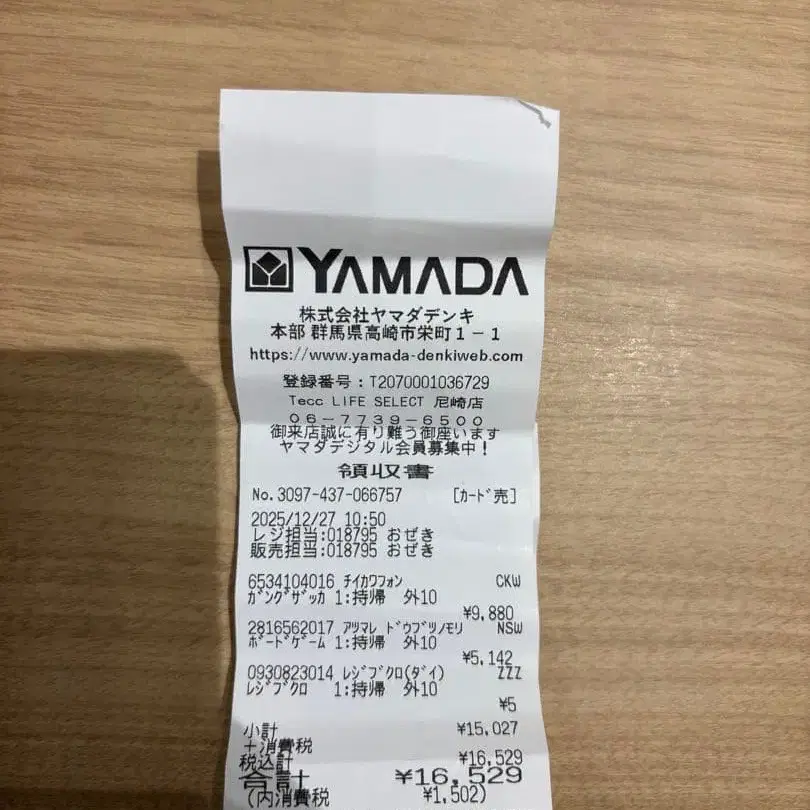 YAMADA
株式会社ヤマダデンキ
本部 群馬県高崎市栄町1-1
https://www.yamada-denkiweb.com
登録番号:T2070001036729
Tecc LIFE SELECT 尼崎店
06-7739-6500
御来店誠に有り難う御座います
ヤマダデジタル会員募集中!
領収書
No.3097-437-066757 [カード売]
2025/12/27 10:50
レジ担当:018795 おぜき
販売担当:018795 おぜき
6534104016 チイカワフォン CKW
ガングザッカ 1:持帰 外10
¥9,880
2816562017 アツマレ ドウブツノモリ NSW
ボードゲーム 1:持帰 外10
¥5,142
0930823014 レジブクロ(ダイ) ZZZ
レジブクロ 1:持帰 外10
¥5
小計 ¥15,027
+消費税
税込計 ¥16,529
合計 ¥16,529
(内消費税 ¥1,502)